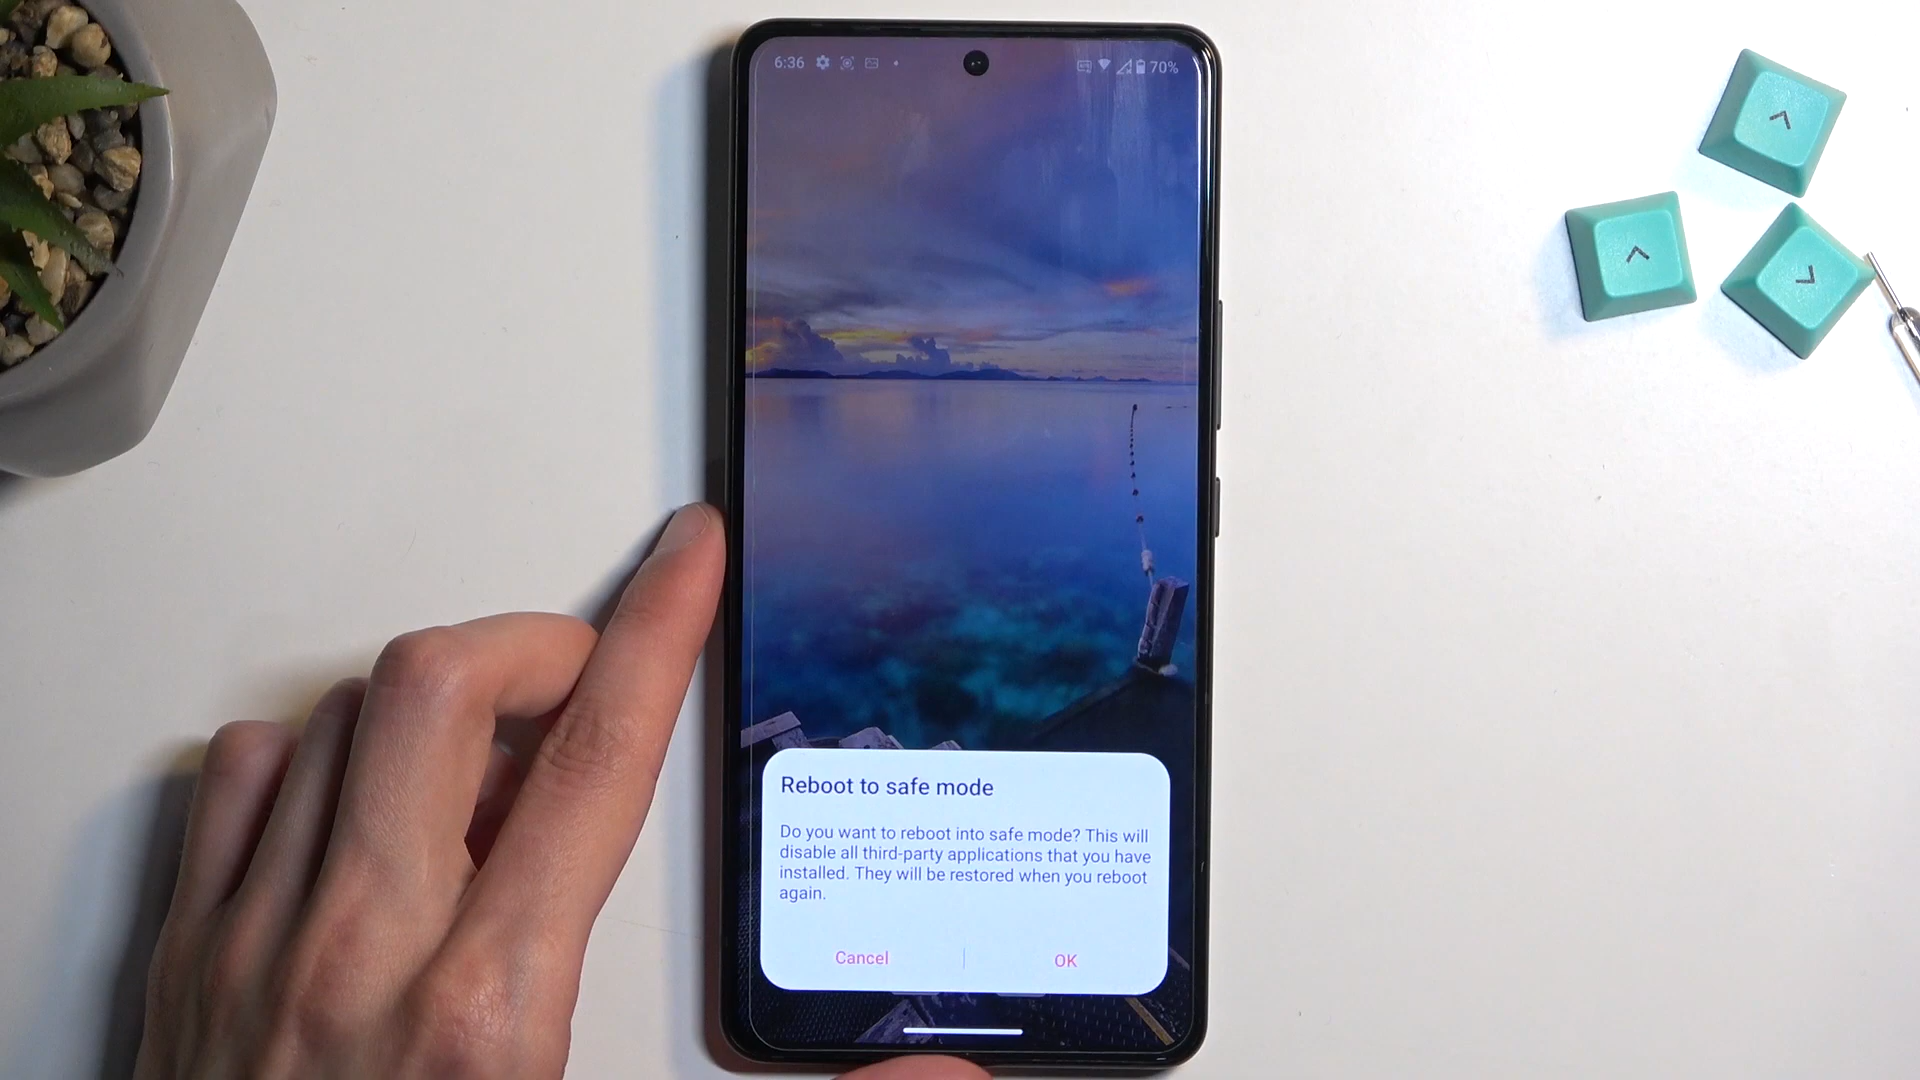 6:36 70%
Reboot to safe mode
Do you want to reboot into safe mode? This will
disable all third-party applications that you have
installed. They will be restored when you reboot
again.
Cancel OK